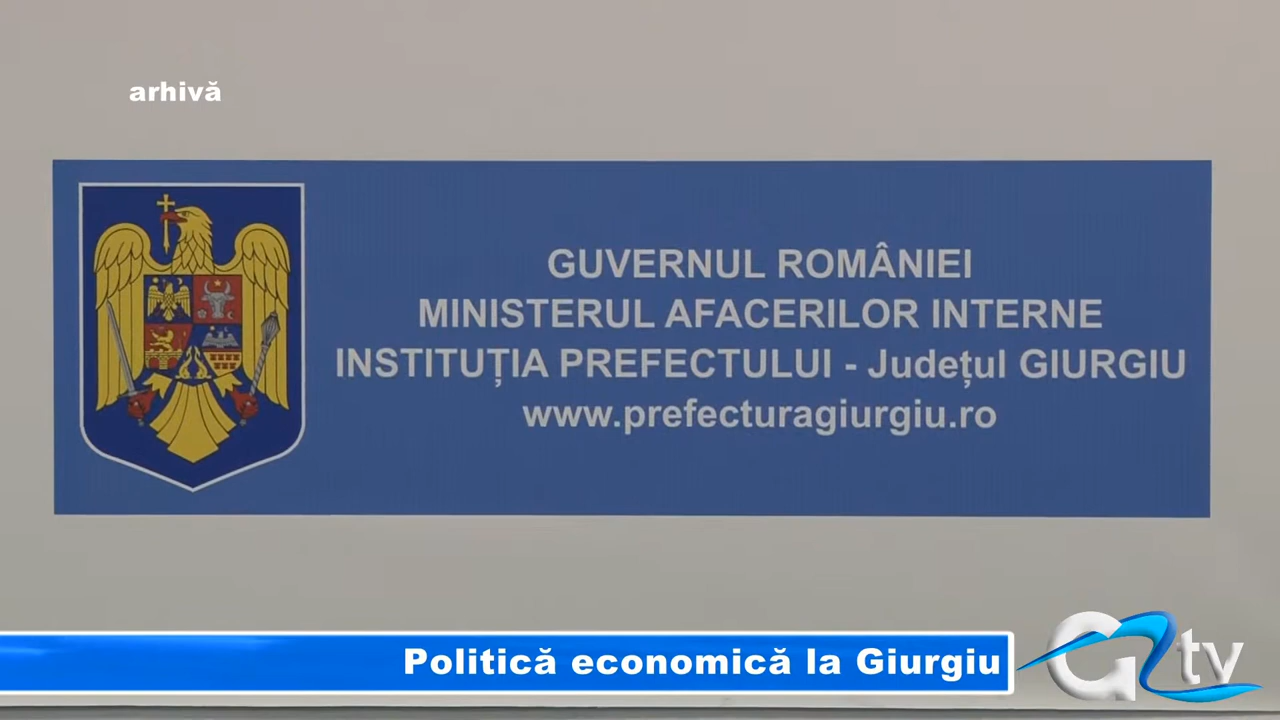 arhivă
GUVERNUL ROMÂNIEI
MINISTERUL AFACERILOR INTERNE
INSTITUȚIA PREFECTULUI - Județul GIURGIU
www.prefecturagiurgiu.ro
Politică economică la Giurgiu
G tv